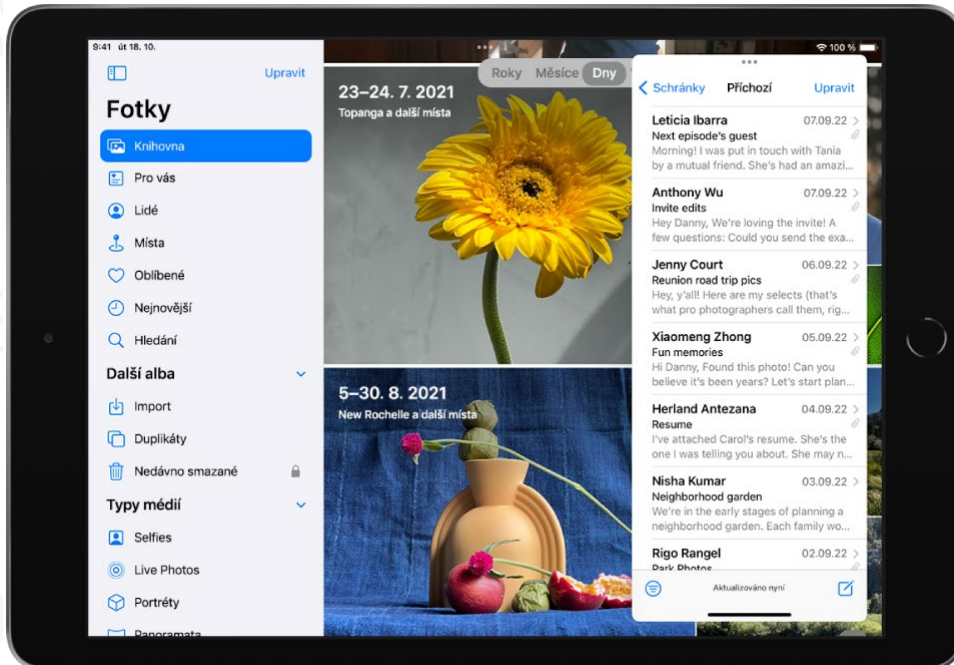 9:41 út 18. 10.
100 %
Upravit
Fotky
Knihovna
Pro vás
Lidé
Místa
Oblíbené
Nejnovější
Hledání
Další alba
Import
Duplikáty
Nedávno smazané
Typy médií
Selfies
Live Photos
Portréty
Panoramata
Roky Měsíce Dny
23–24. 7. 2021
Topanga a další místa
5–30. 8. 2021
New Rochelle a další místa
Schránky Příchozí Upravit
Leticia Ibarra 07.09.22
Next episode's guest
Morning! I was put in touch with Tania
by a mutual friend. She's had an amazi...
Anthony Wu 07.09.22
Invite edits
Hey Danny, We're loving the invite! A
few questions: Could you send the exa...
Jenny Court 06.09.22
Reunion road trip pics
Hey, y'all! Here are my selects (that's
what pro photographers call them, rig...
Xiaomeng Zhong 05.09.22
Fun memories
Hi Danny, Found this photo! Can you
believe it's been years? Let's start plan...
Herland Antezana 04.09.22
Resume
I've attached Carol's resume. She's the
one I was telling you about. She may n...
Nisha Kumar 03.09.22
Neighborhood garden
We're in the early stages of planning a
neighborhood garden. Each family wo...
Rigo Rangel 02.09.22
Park Photos
Aktualizováno nyní